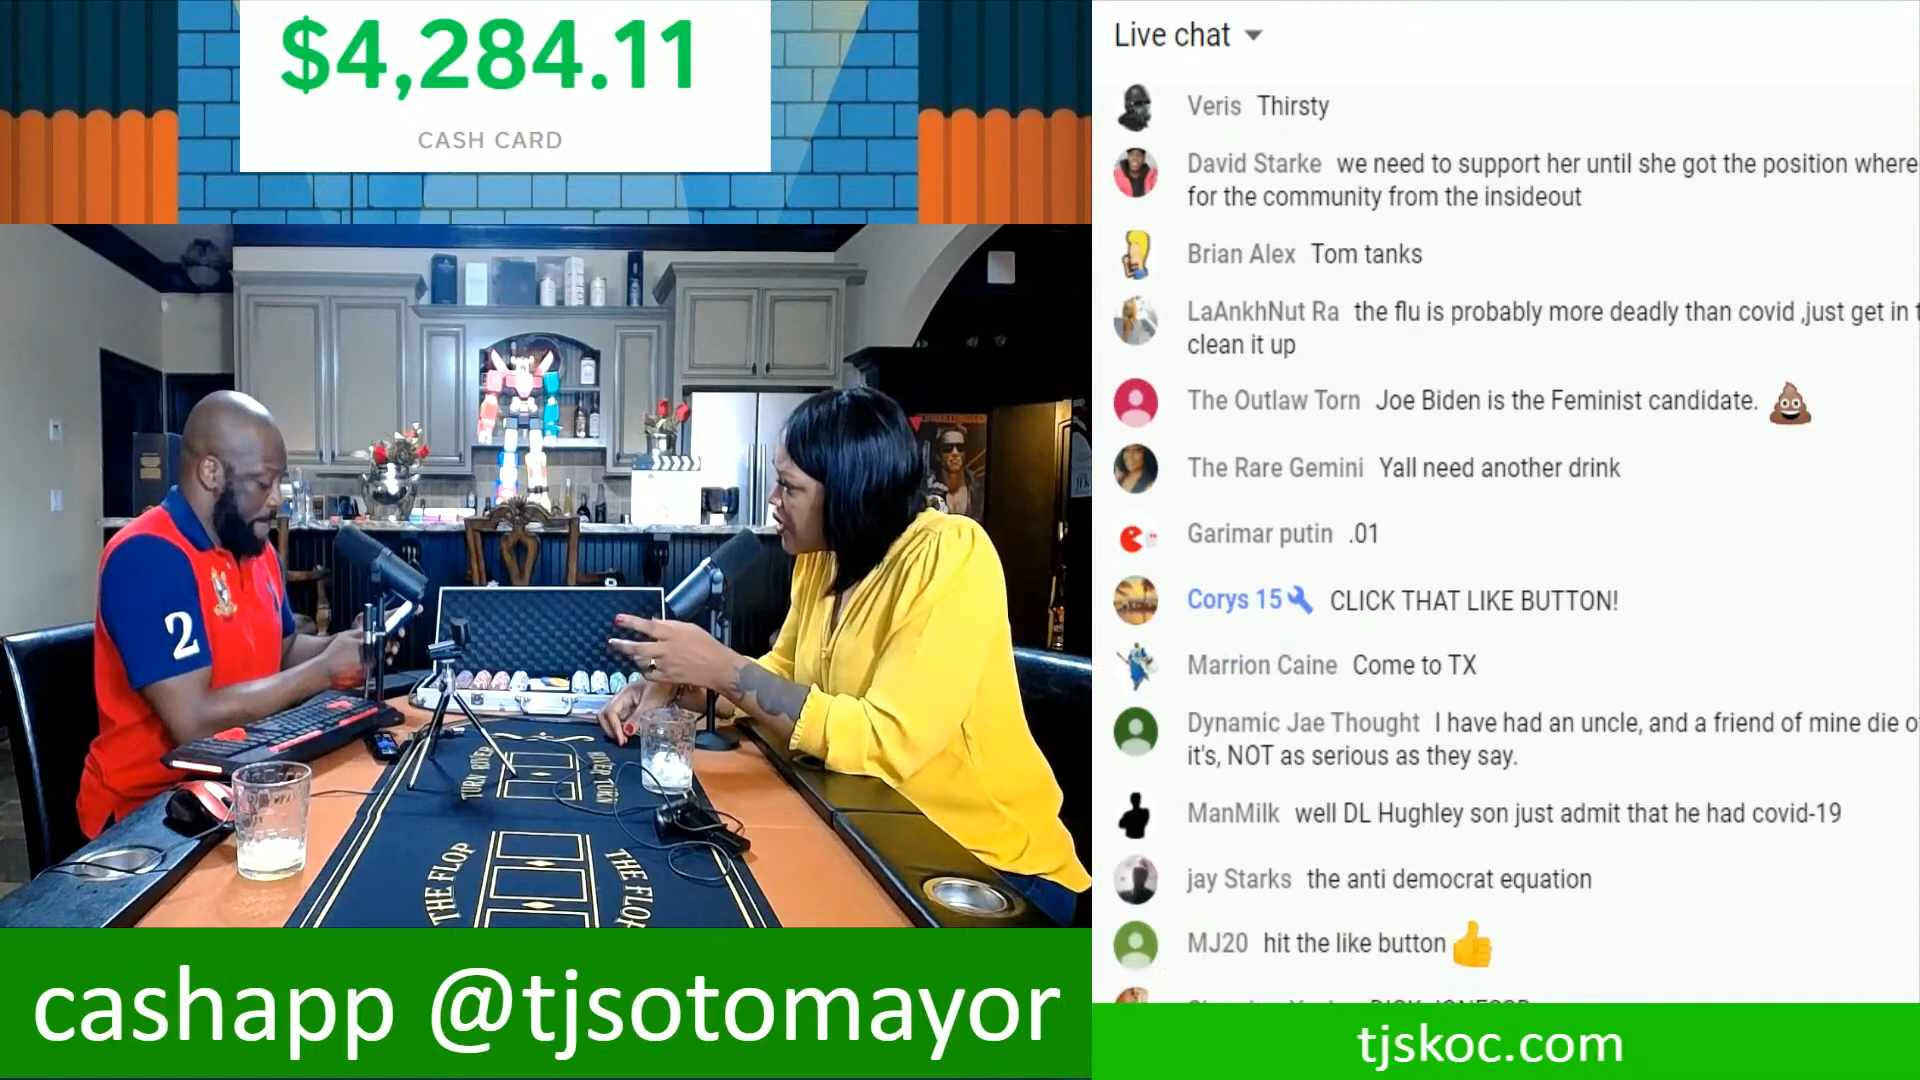 $4,284.11
CASH CARD
Live chat
Veris Thirsty
David Starke we need to support her until she got the position where
for the community from the insideout
Brian Alex Tom tanks
LaAnkhNut Ra the flu is probably more deadly than covid ,just get in t
clean it up
The Outlaw Torn Joe Biden is the Feminist candidate. 💩
The Rare Gemini Yall need another drink
Garimar putin .01
Corys 15 CLICK THAT LIKE BUTTON!
Marrion Caine Come to TX
Dynamic Jae Thought I have had an uncle, and a friend of mine die o
it's, NOT as serious as they say.
ManMilk well DL Hughley son just admit that he had covid-19
jay Starks the anti democrat equation
MJ20 hit the like button 👍
2
TURN RIVER
RIVER TURN
THE FLOP
THE FLOP
cashapp @tjsotomayor
tjskoc.com